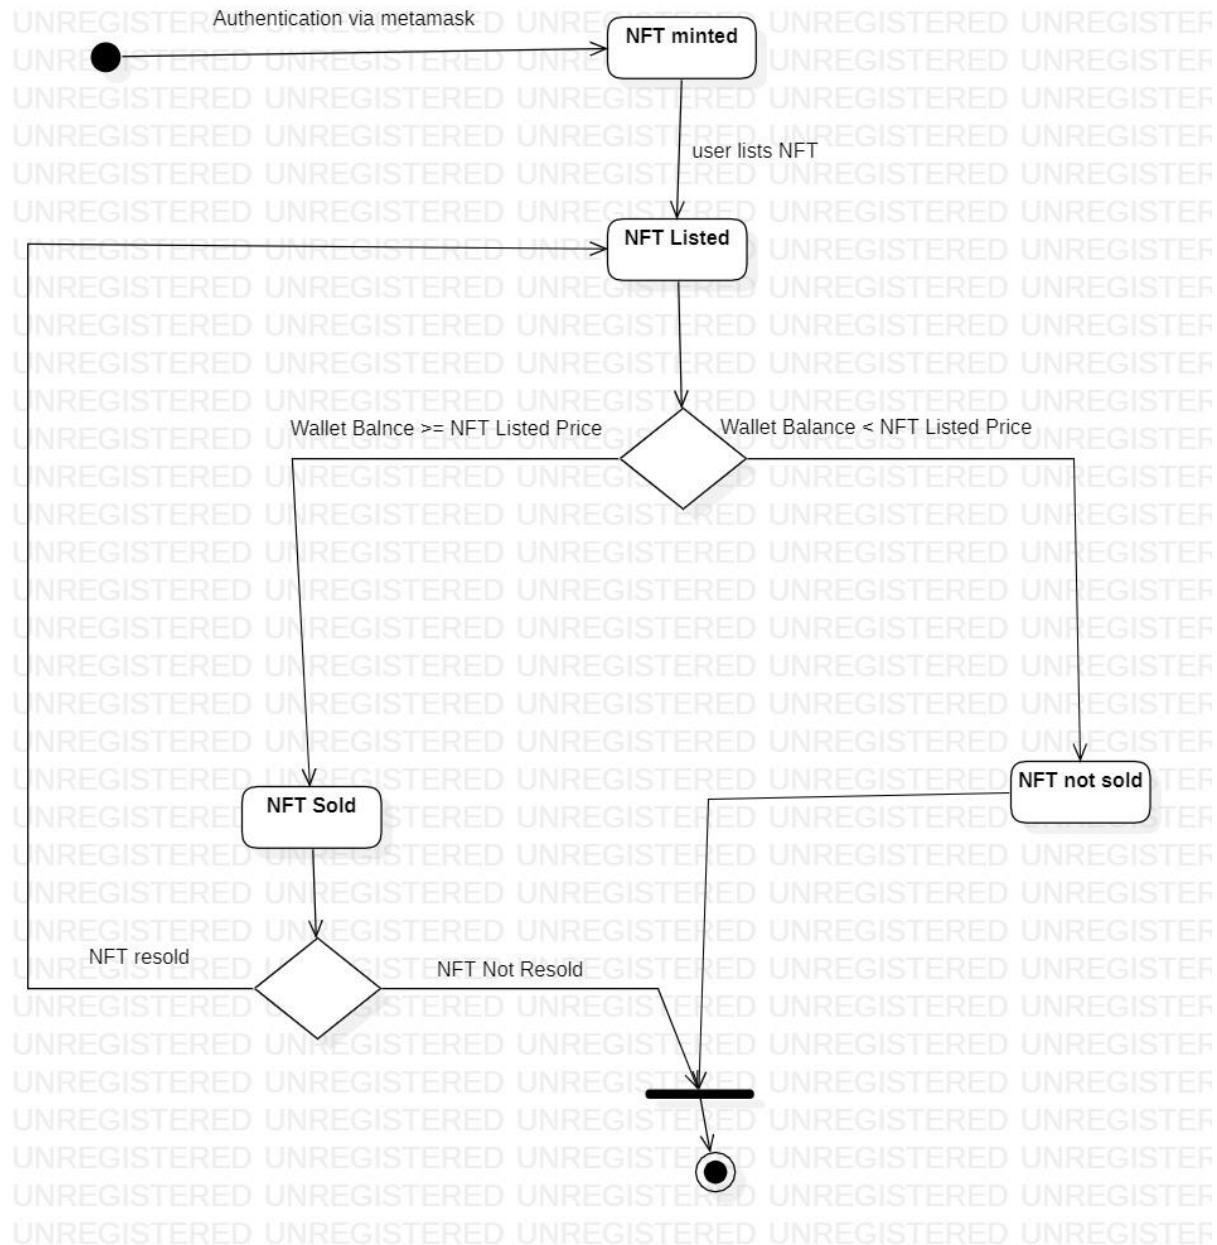 Authentication via metamask
NFT minted
user lists NFT
NFT Listed
Wallet Balnce >= NFT Listed Price
Wallet Balance < NFT Listed Price
NFT not sold
NFT Sold
NFT resold
NFT Not Resold
UNREGISTERED